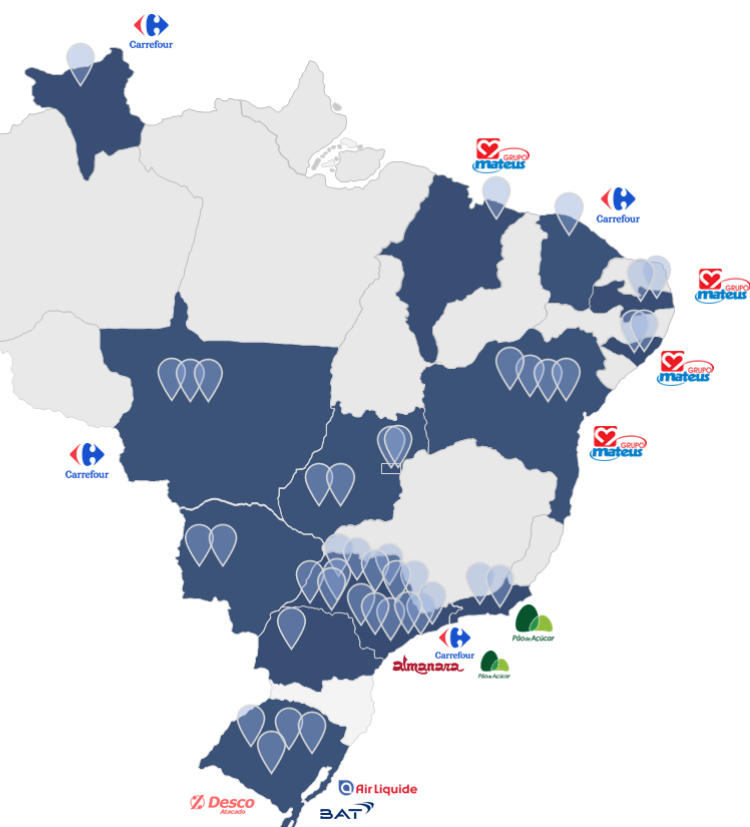 Carrefour
GRUPO
mateus
Carrefour
GRUPO
mateus
GRUPO
mateus
GRUPO
mateus
Carrefour
Pão de Açúcar
Carrefour
almanara
Pão de Açúcar
Air Liquide
Desco
Atacado
BAT